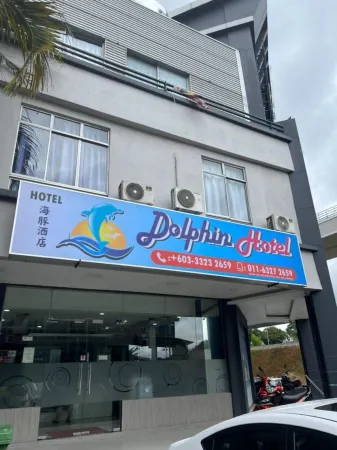 HOTEL
海豚酒店
Dolphin Hotel
:+603-3323 2659
: 011-6327 2659